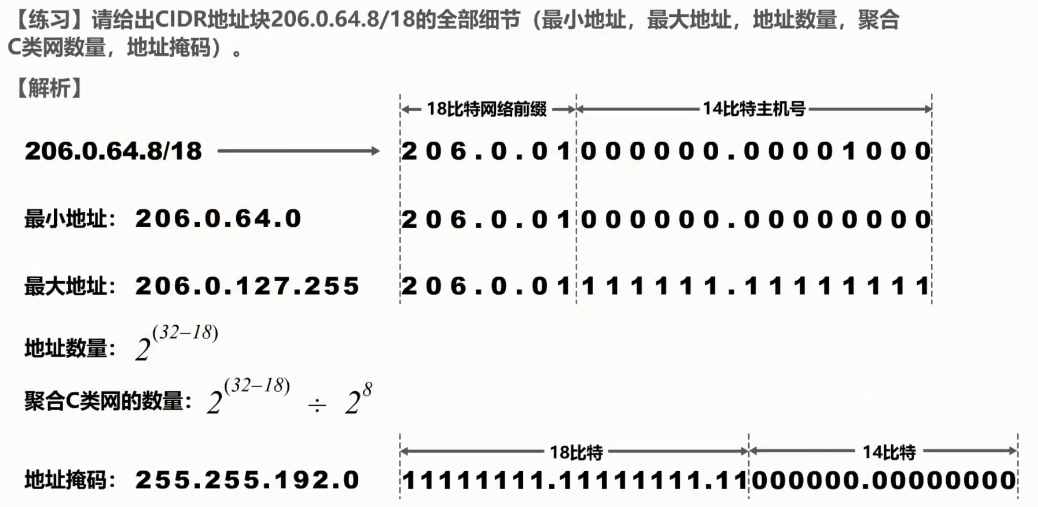 【练习】请给出CIDR地址块206.0.64.8/18的全部细节（最小地址，最大地址，地址数量，聚合
C类网数量，地址掩码）。
【解析】
18比特网络前缀 14比特主机号
206.0.64.8/18 206.0.01000000.00001000
最小地址： 206.0.64.0 206.0.01000000.00000000
最大地址： 206.0.127.255 206.0.01111111.11111111
地址数量： 2^(32–18)
聚合C类网的数量： 2^(32–18) ÷ 2^8
18比特 14比特
地址掩码： 255.255.192.0 11111111.11111111.11000000.00000000